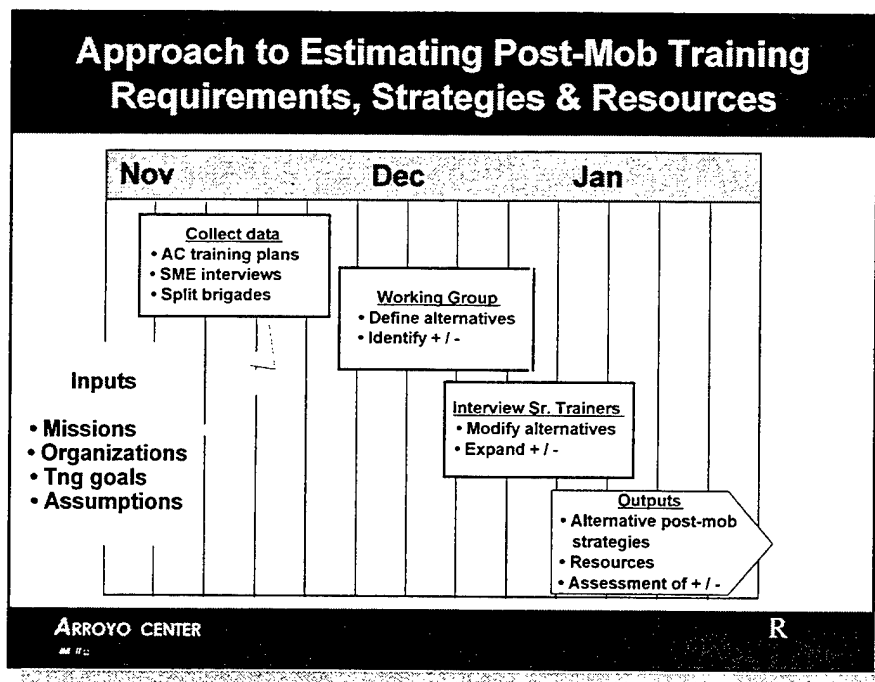 Approach to Estimating Post-Mob Training
Requirements, Strategies & Resources
Nov Dec Jan
Collect data
• AC training plans
• SME interviews
• Split brigades
Working Group
• Define alternatives
• Identify + / -
Inputs
• Missions
• Organizations
• Tng goals
• Assumptions
Interview Sr. Trainers
• Modify alternatives
• Expand + / -
Outputs
• Alternative post-mob
strategies
• Resources
• Assessment of + / -
ARROYO CENTER
R